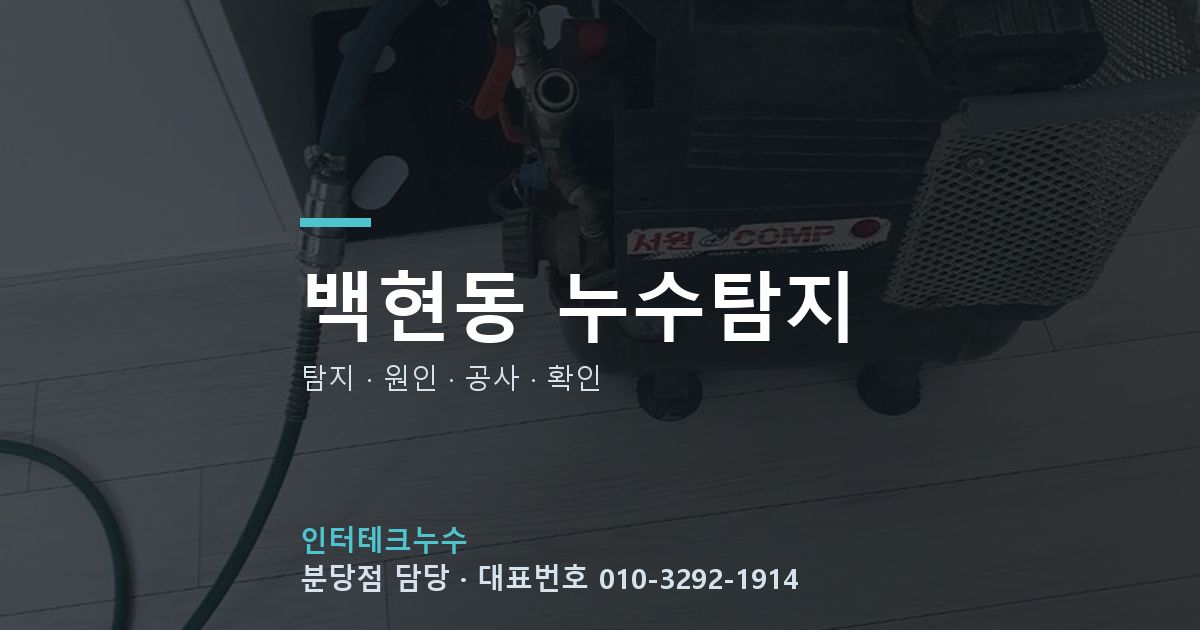 서원 COMP
백현동 누수탐지
탐지 · 원인 · 공사 · 확인
인터테크누수
분당점 담당 · 대표번호 010-3292-1914